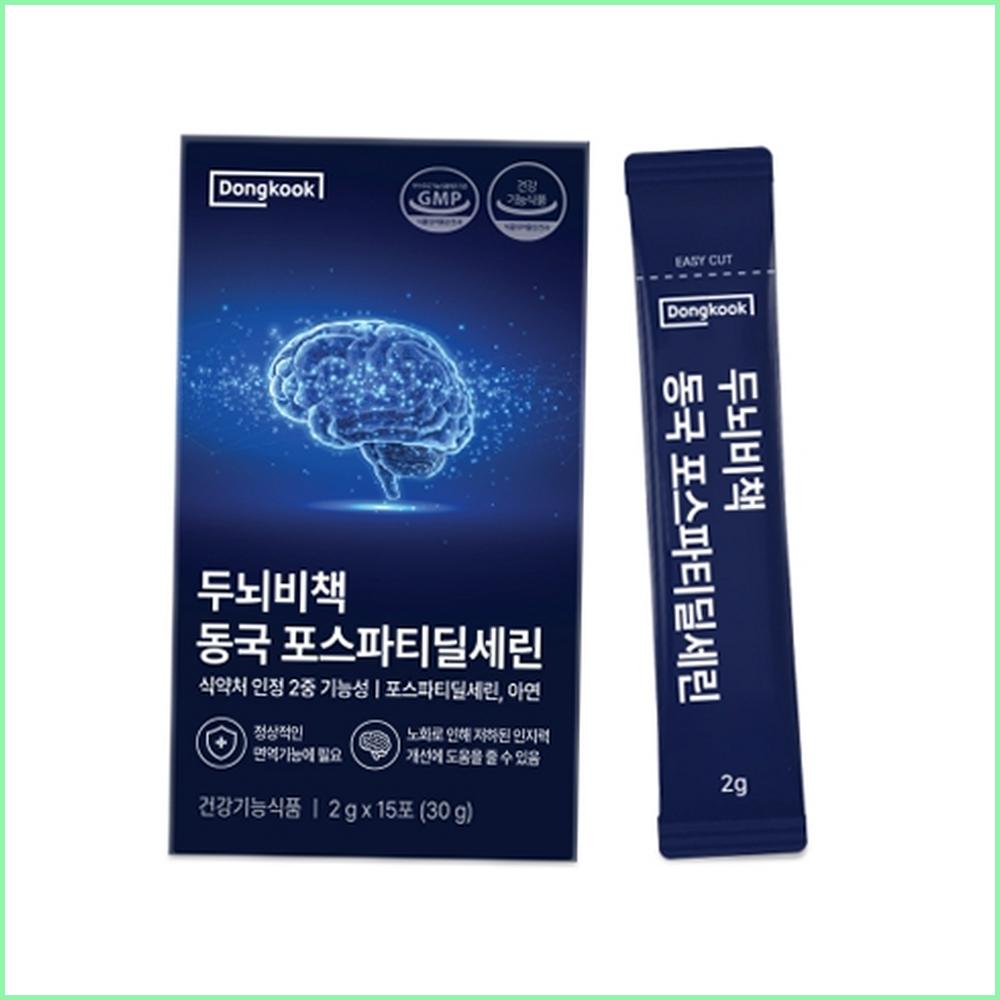 Dongkook
GMP
건강
기능식품
두뇌비책
동국 포스파티딜세린
식약처 인정 2중 기능성 | 포스파티딜세린, 아연
정상적인
면역기능에 필요
노화로 인해 저하된 인지력
개선에 도움을 줄 수 있음
건강기능식품 | 2 g x 15포 (30 g)
EASY CUT
Dongkook
두뇌비책
동국 포스파티딜세린
2g